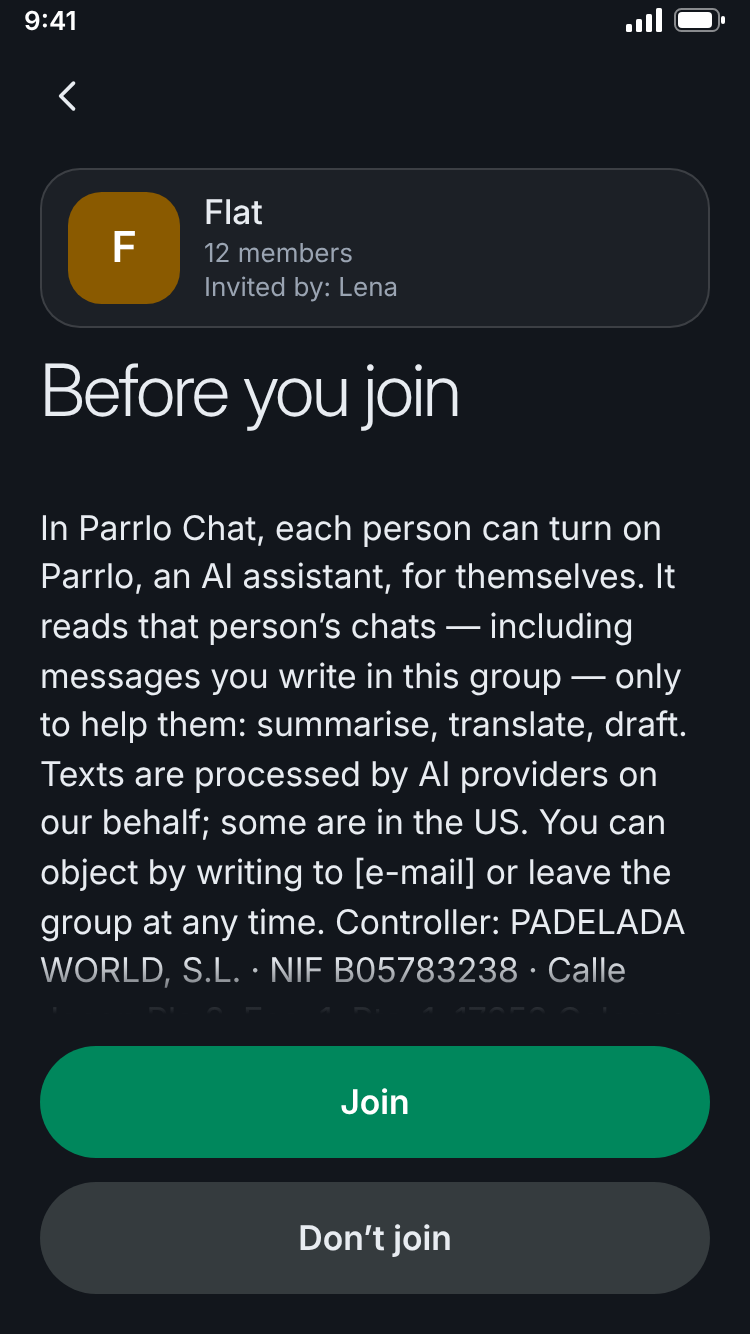 9:41
F
Flat
12 members
Invited by: Lena
Before you join
In Parrlo Chat, each person can turn on
Parrlo, an AI assistant, for themselves. It
reads that person’s chats — including
messages you write in this group — only
to help them: summarise, translate, draft.
Texts are processed by AI providers on
our behalf; some are in the US. You can
object by writing to [e-mail] or leave the
group at any time. Controller: PADELADA
WORLD, S.L. · NIF B05783238 · Calle
Join
Don’t join